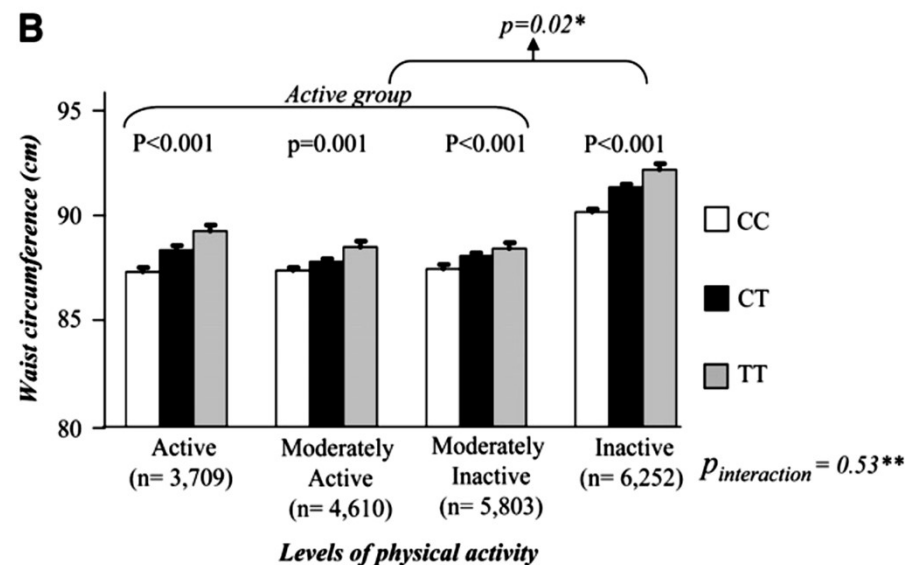 B
p=0.02*
Active group
P<0.001
p=0.001
P<0.001
P<0.001
95
90
85
80
Waist circumference (cm)
CC
CT
TT
Active
(n= 3,709)
Moderately
Active
(n= 4,610)
Moderately
Inactive
(n= 5,803)
Inactive
(n= 6,252)
pinteraction = 0.53**
Levels of physical activity